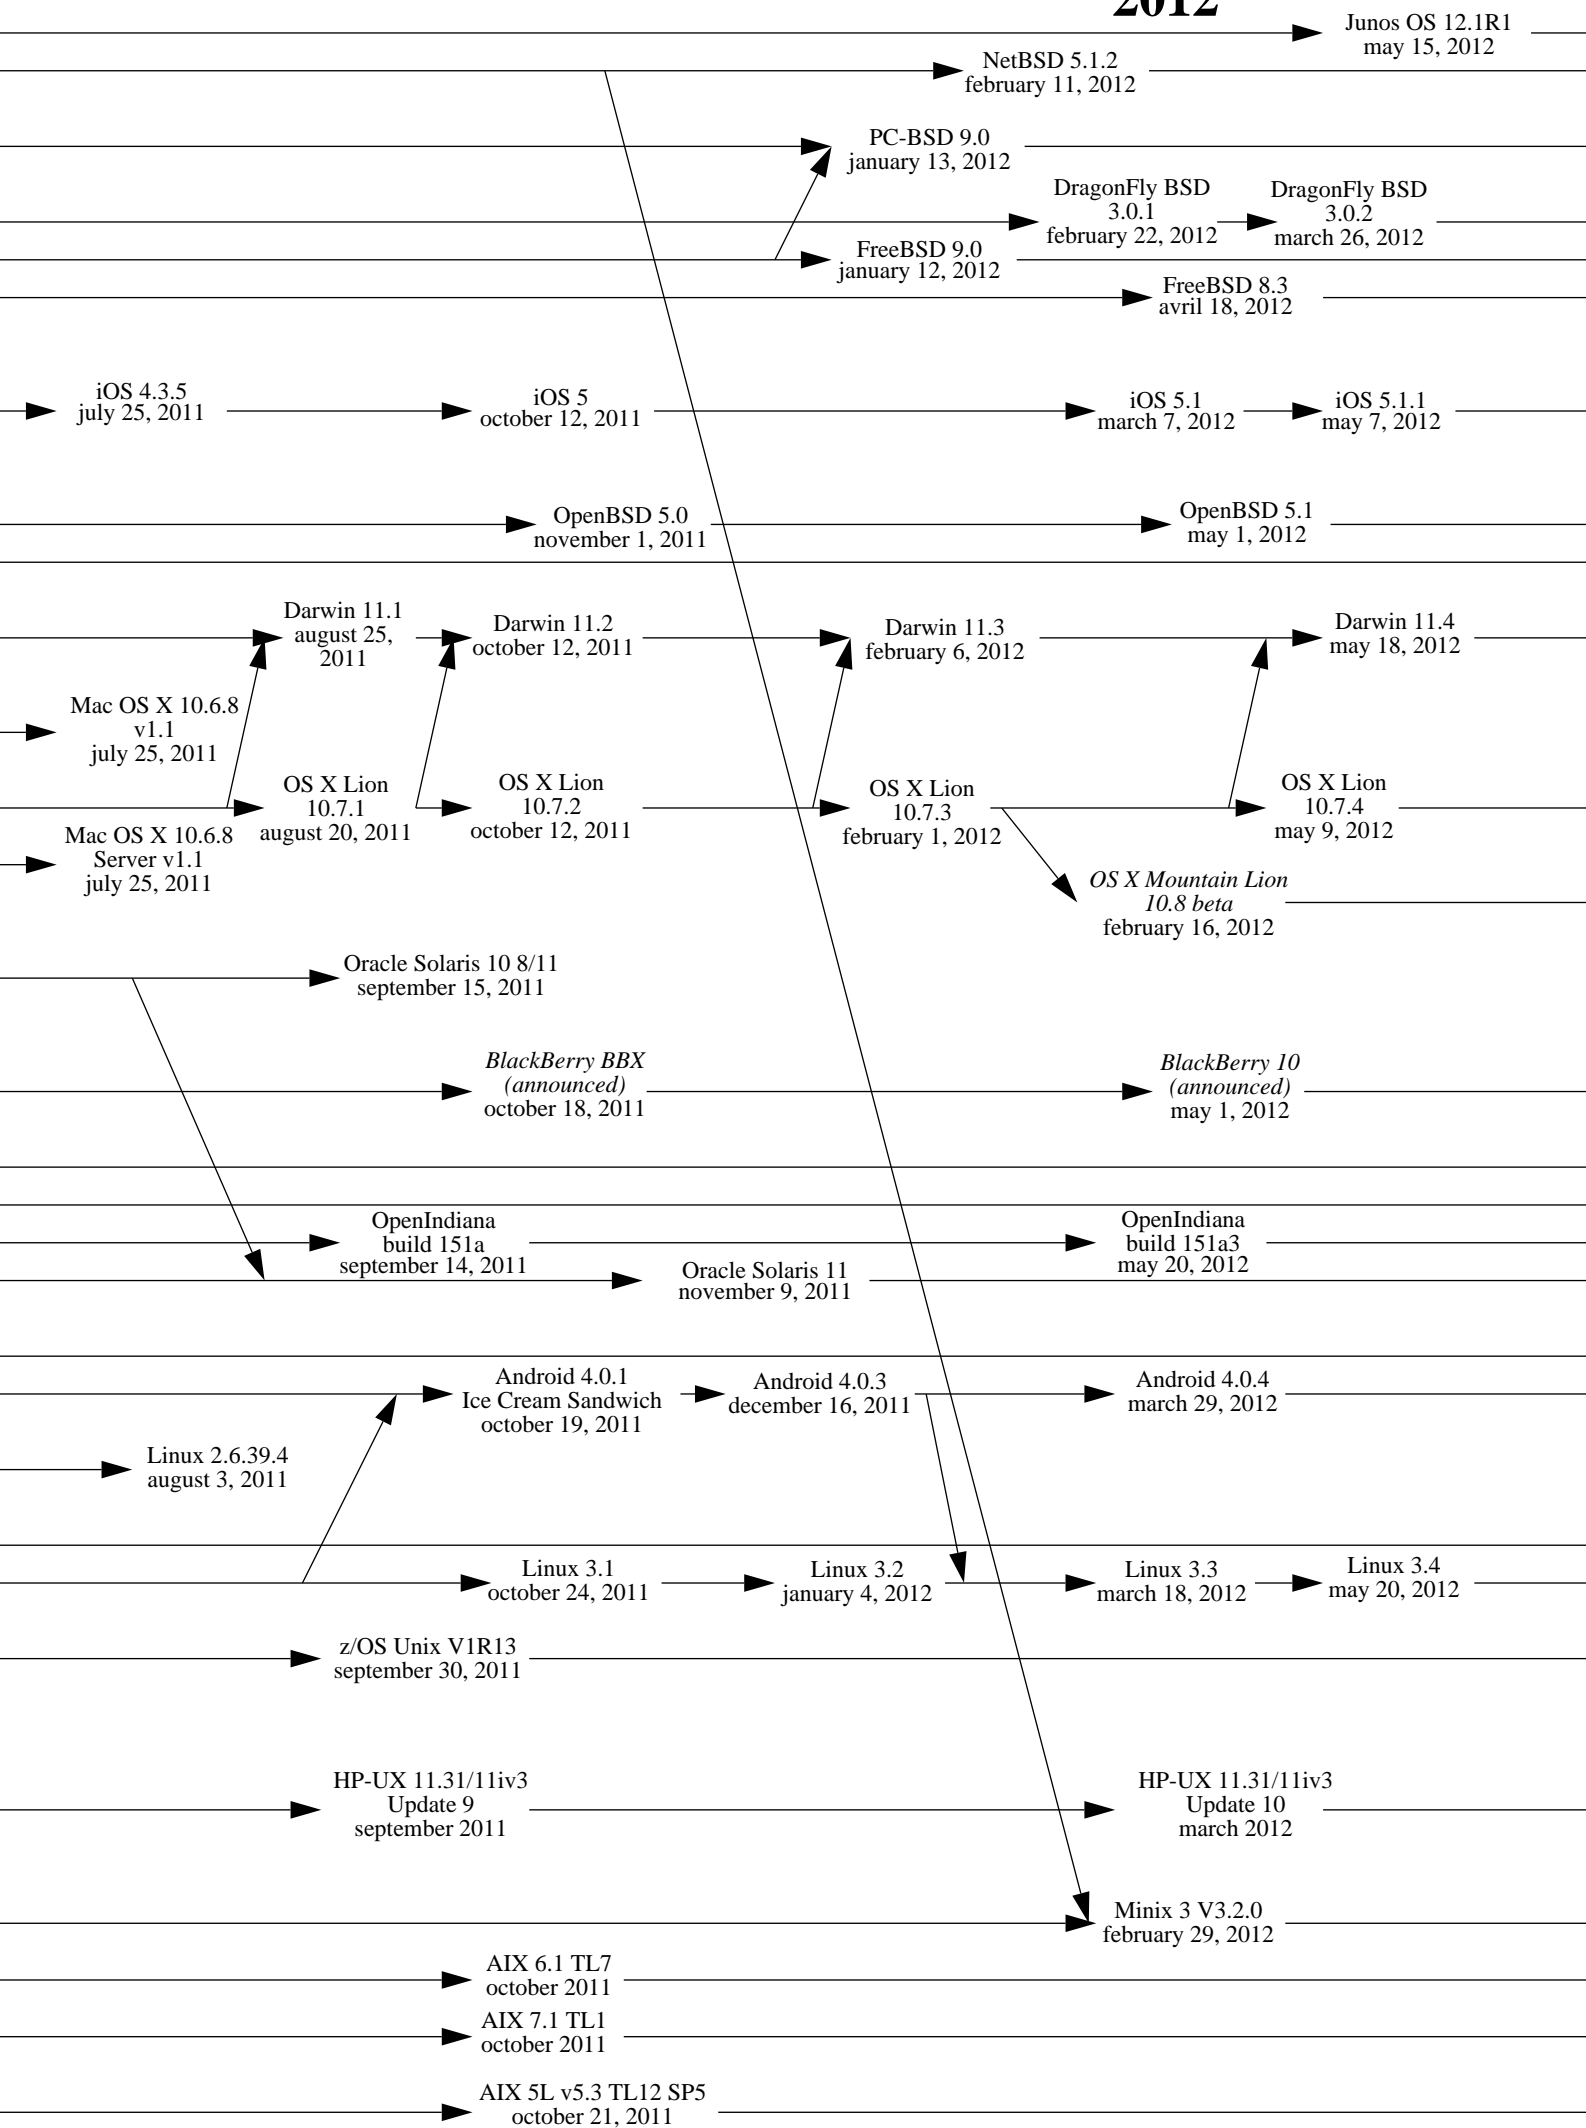 2012
Junos OS 12.1R1
may 15, 2012
NetBSD 5.1.2
february 11, 2012
PC-BSD 9.0
january 13, 2012
DragonFly BSD
3.0.1
february 22, 2012
DragonFly BSD
3.0.2
march 26, 2012
FreeBSD 9.0
january 12, 2012
FreeBSD 8.3
avril 18, 2012
iOS 4.3.5
july 25, 2011
iOS 5
october 12, 2011
iOS 5.1
march 7, 2012
iOS 5.1.1
may 7, 2012
OpenBSD 5.0
november 1, 2011
OpenBSD 5.1
may 1, 2012
Darwin 11.1
august 25,
2011
Darwin 11.2
october 12, 2011
Darwin 11.3
february 6, 2012
Darwin 11.4
may 18, 2012
Mac OS X 10.6.8
v1.1
july 25, 2011
OS X Lion
10.7.1
august 20, 2011
OS X Lion
10.7.2
october 12, 2011
OS X Lion
10.7.3
february 1, 2012
OS X Lion
10.7.4
may 9, 2012
Mac OS X 10.6.8
Server v1.1
july 25, 2011
OS X Mountain Lion
10.8 beta
february 16, 2012
Oracle Solaris 10 8/11
september 15, 2011
BlackBerry BBX
(announced)
october 18, 2011
BlackBerry 10
(announced)
may 1, 2012
OpenIndiana
build 151a
september 14, 2011
OpenIndiana
build 151a3
may 20, 2012
Oracle Solaris 11
november 9, 2011
Android 4.0.1
Ice Cream Sandwich
october 19, 2011
Android 4.0.3
december 16, 2011
Android 4.0.4
march 29, 2012
Linux 2.6.39.4
august 3, 2011
Linux 3.1
october 24, 2011
Linux 3.2
january 4, 2012
Linux 3.3
march 18, 2012
Linux 3.4
may 20, 2012
z/OS Unix V1R13
september 30, 2011
HP-UX 11.31/11iv3
Update 9
september 2011
HP-UX 11.31/11iv3
Update 10
march 2012
Minix 3 V3.2.0
february 29, 2012
AIX 6.1 TL7
october 2011
AIX 7.1 TL1
october 2011
AIX 5L v5.3 TL12 SP5
october 21, 2011